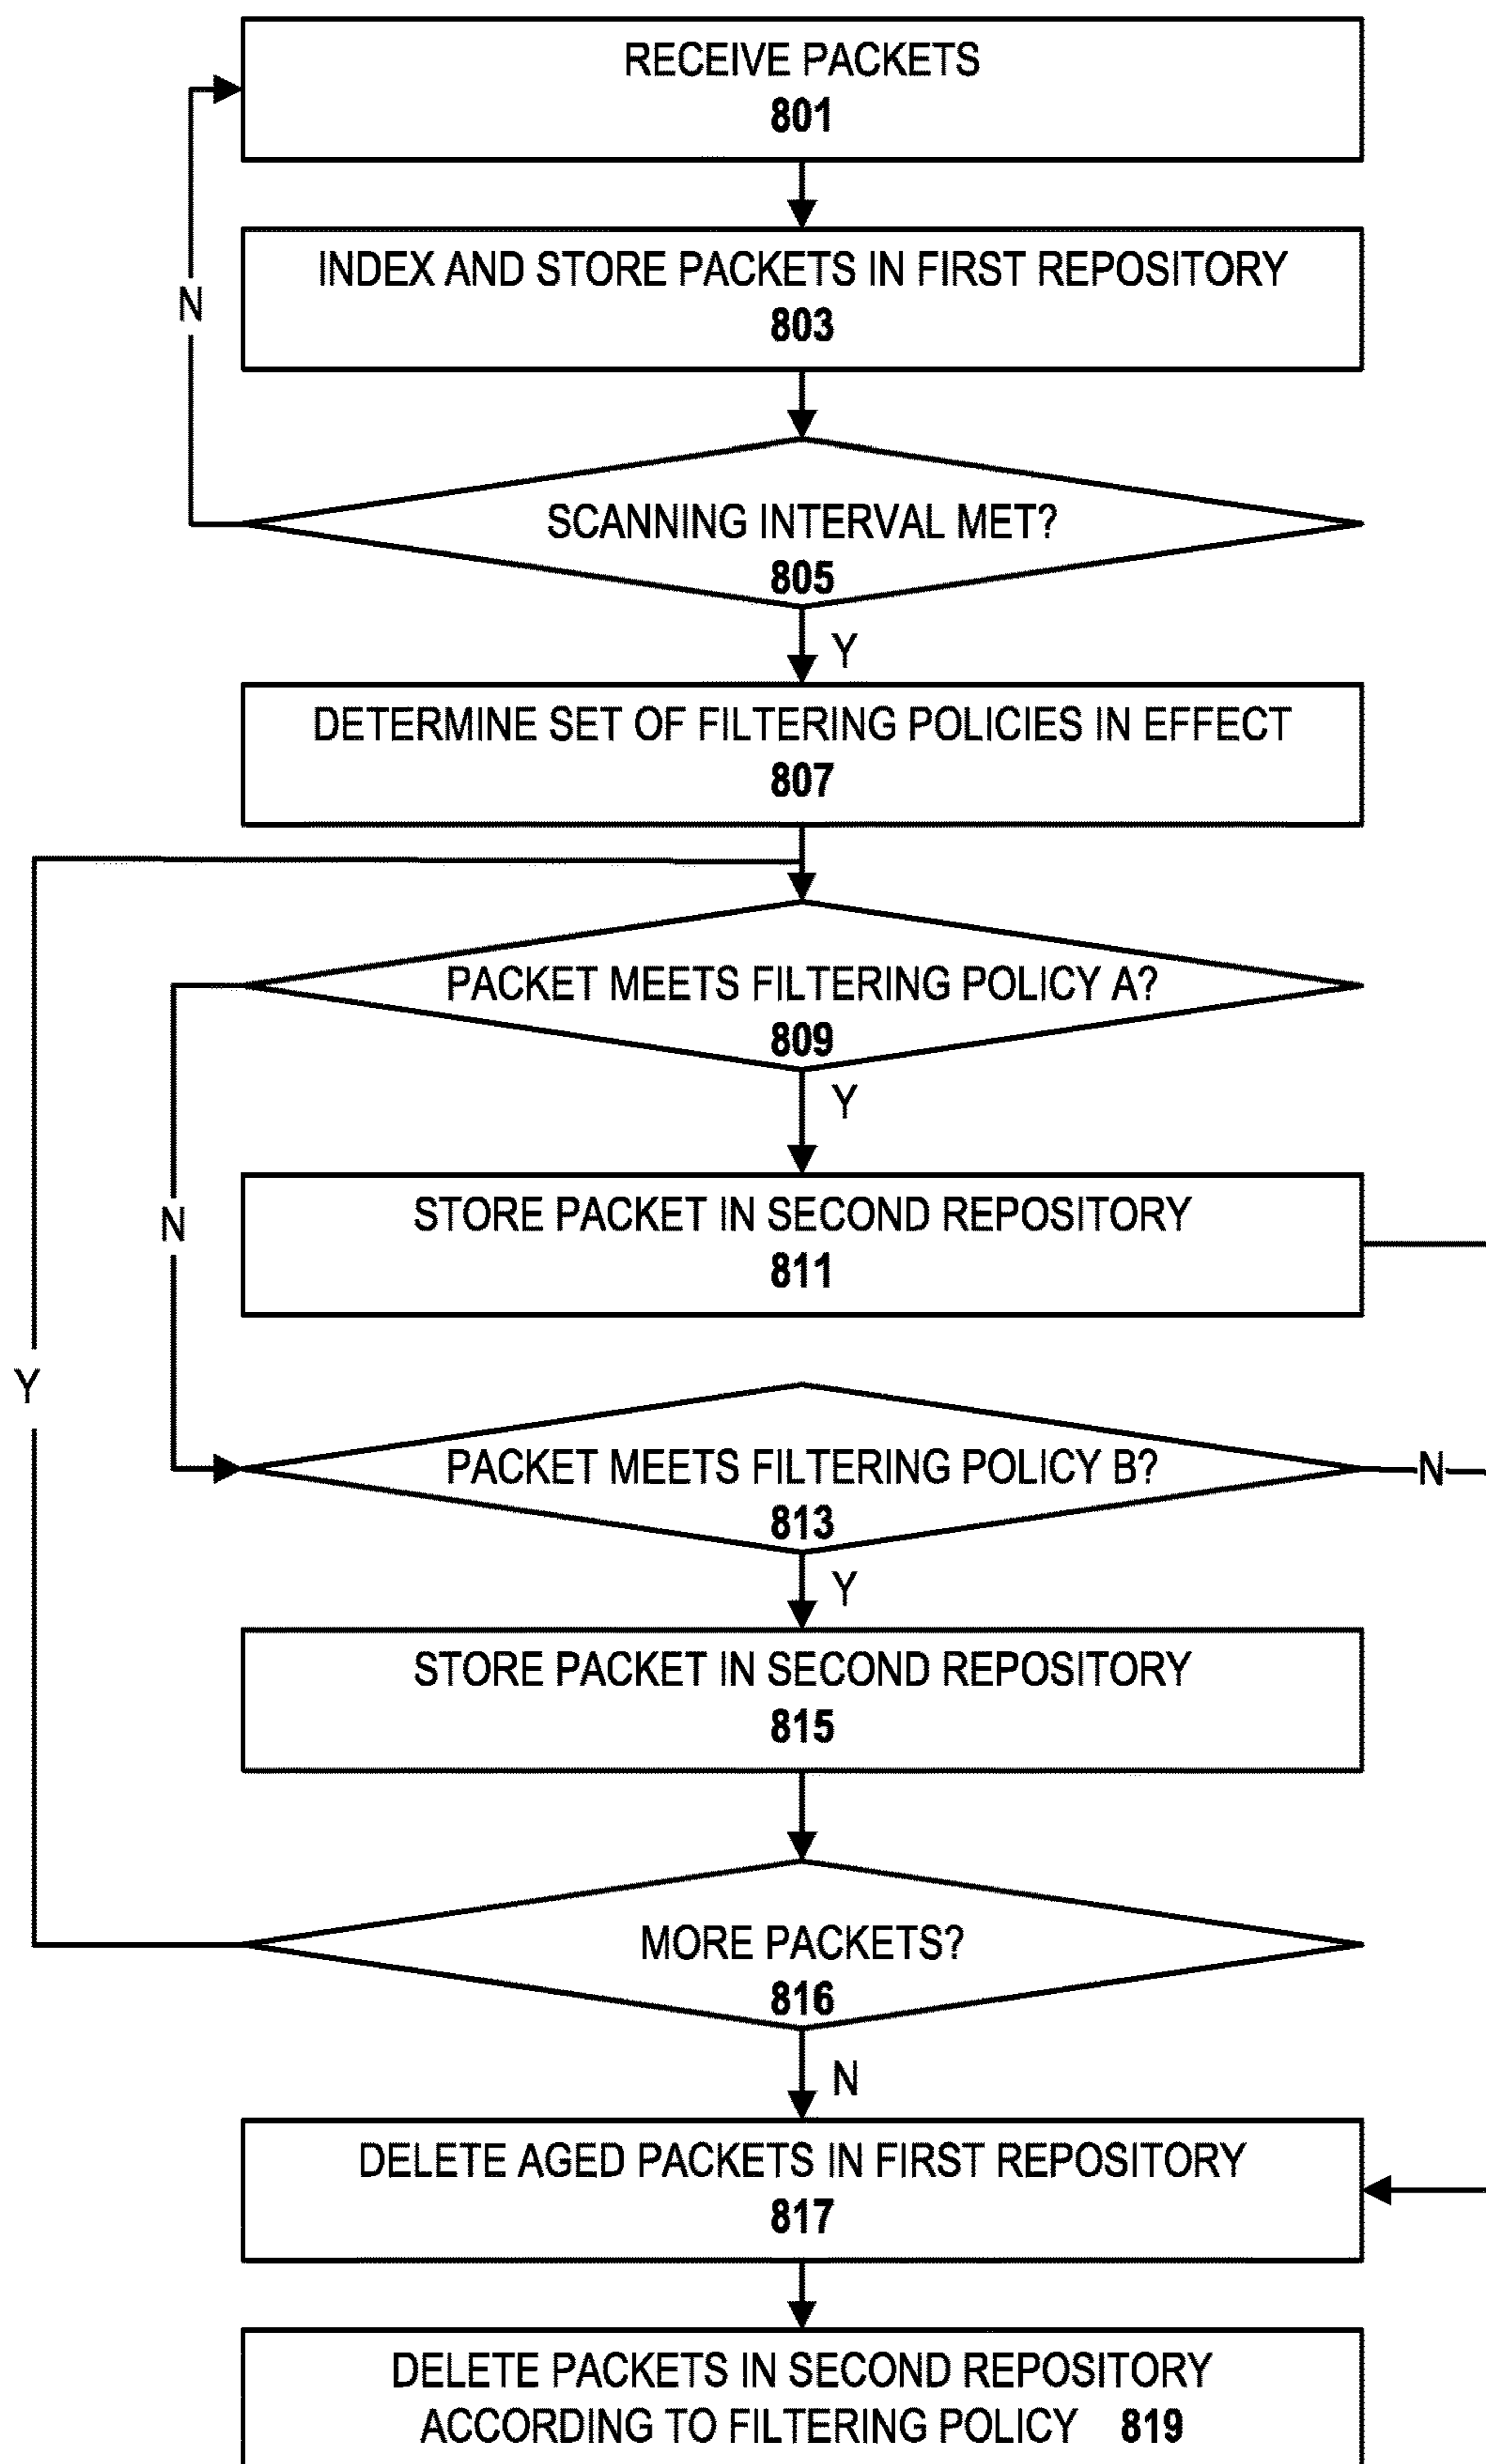 RECEIVE PACKETS
801
INDEX AND STORE PACKETS IN FIRST REPOSITORY
803
N
SCANNING INTERVAL MET?
805
Y
DETERMINE SET OF FILTERING POLICIES IN EFFECT
807
PACKET MEETS FILTERING POLICY A?
809
Y
STORE PACKET IN SECOND REPOSITORY
811
N
Y
PACKET MEETS FILTERING POLICY B?
813
N
Y
STORE PACKET IN SECOND REPOSITORY
815
MORE PACKETS?
816
N
DELETE AGED PACKETS IN FIRST REPOSITORY
817
DELETE PACKETS IN SECOND REPOSITORY
ACCORDING TO FILTERING POLICY 819